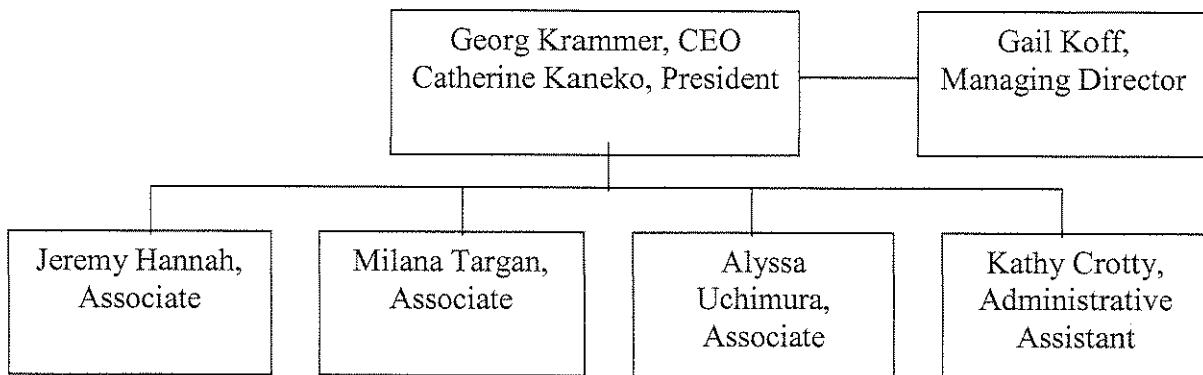 Georg Krammer, CEO
Catherine Kaneko, President
Gail Koff,
Managing Director
Jeremy Hannah,
Associate
Milana Targan,
Associate
Alyssa
Uchimura,
Associate
Kathy Crotty,
Administrative
Assistant